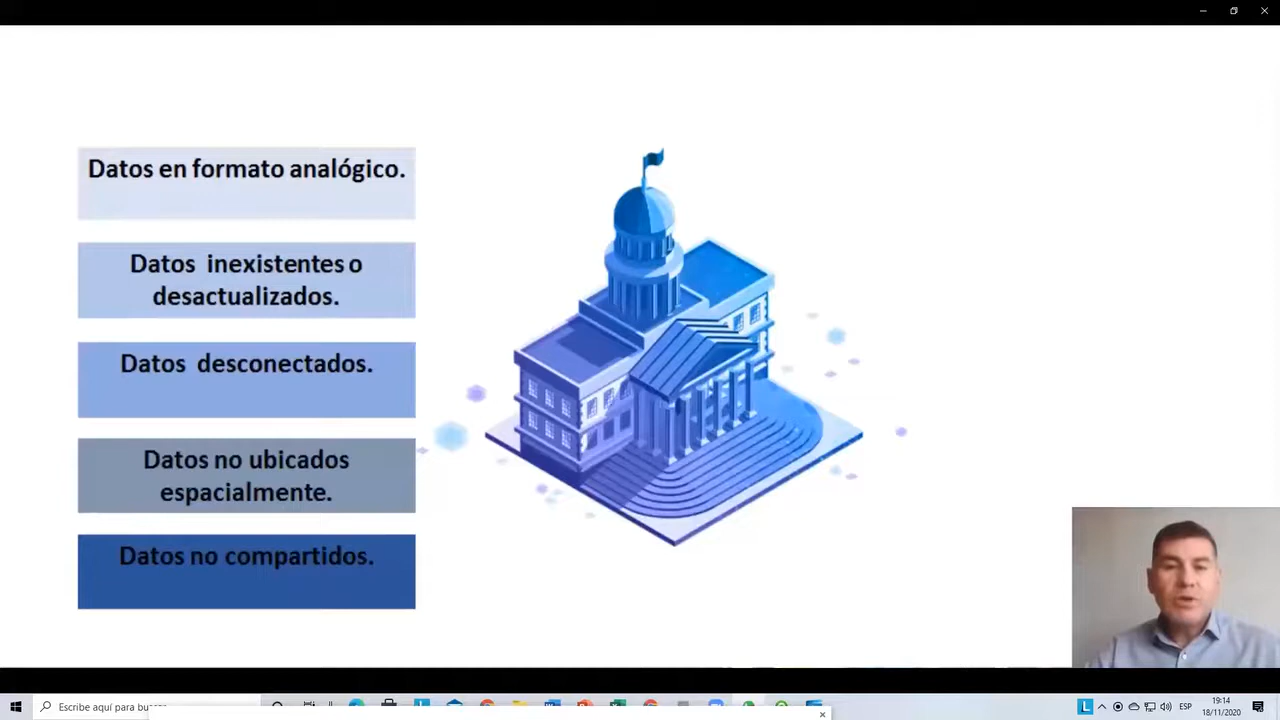 Datos en formato analógico.
Datos inexistentes o
desactualizados.
Datos desconectados.
Datos no ubicados
espacialmente.
Datos no compartidos.
Escribe aquí para
ESP
19:14
18/11/2020